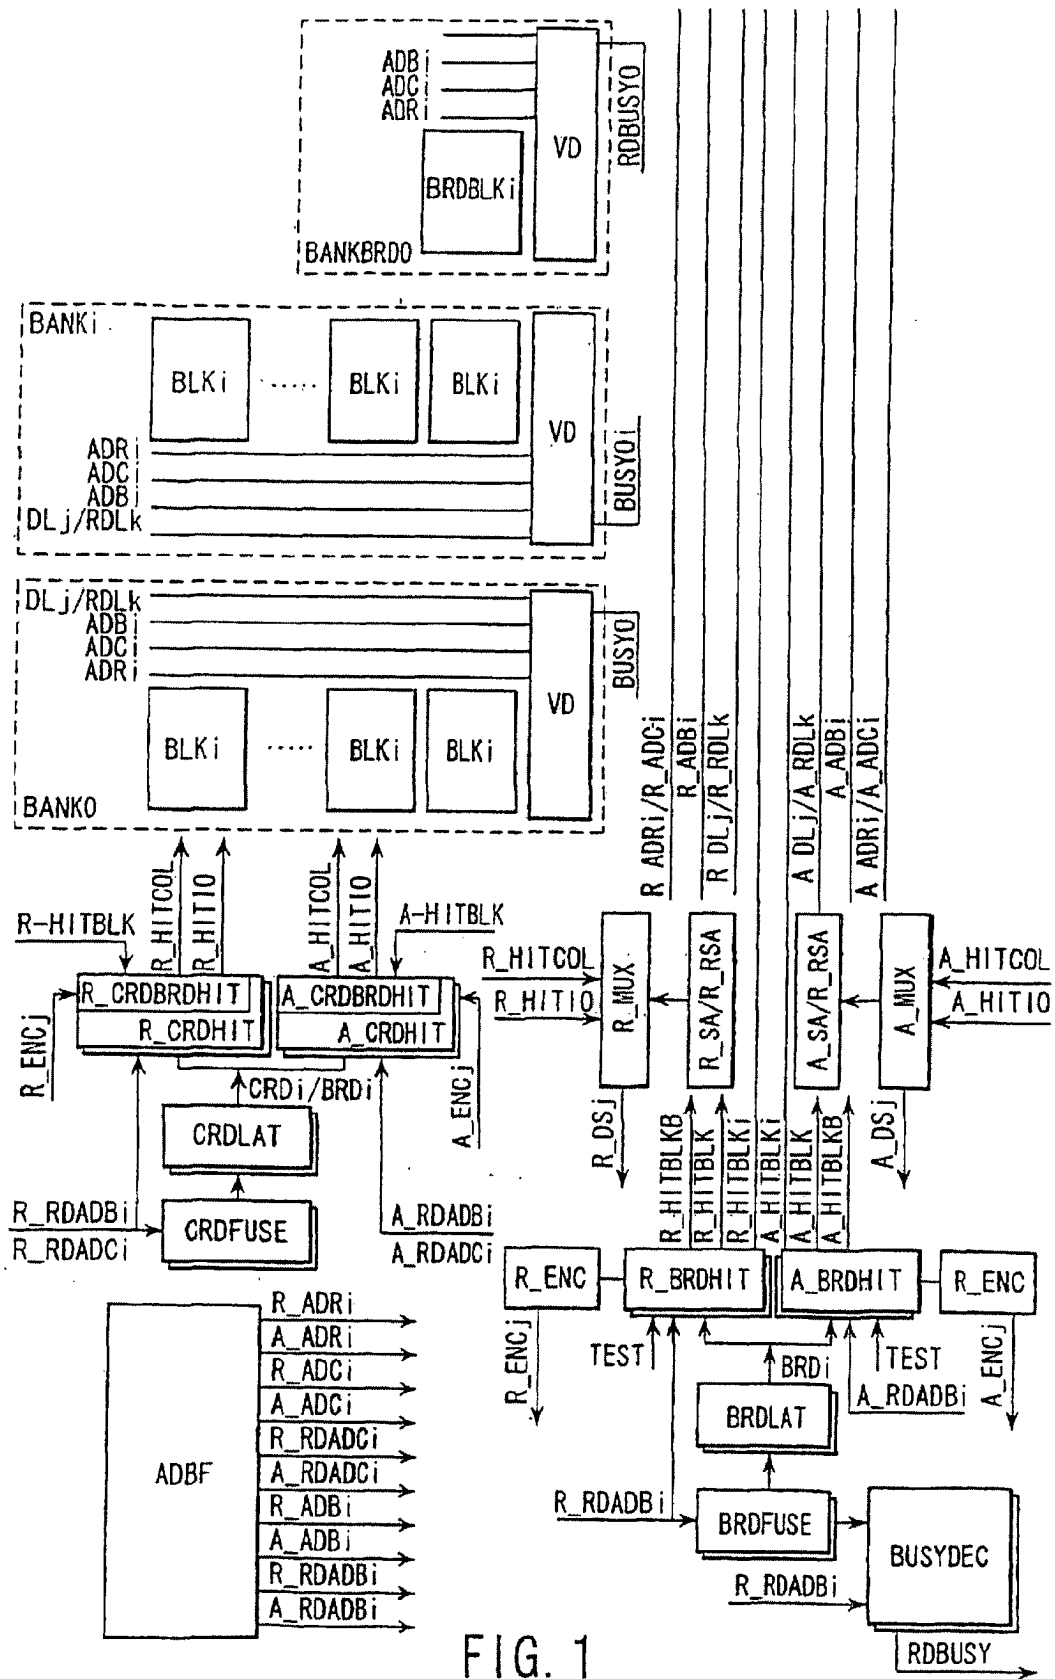 ADBi
ADCi
ADRi
VD
BRDBLKi
BANKBRD0
RDBUSY0
BANKi
BLKi
.....
BLKi
BLKi
VD
ADRi
ADCi
ADBi
DLj/RDLk
BUSY0i
DLj/RDLk
ADBi
ADCi
ADRi
VD
BUSY0
BLKi
.....
BLKi
BLKi
BANK0
R_ADRi/R_ADCi
R_ADBi
R_DLj/R_RDLk
A_DLj/A_RDLk
A_ADBi
A_ADRi/A_ADCi
R-HITBLK
R_HITCOL
R_HITIO
A_HITCOL
A_HITIO
A-HITBLK
R_CRDBRDHIT
R_CRDHIT
A_CRDBRDHIT
A_CRDHIT
R_ENCj
A_ENCj
CRDi/BRDi
CRDLAT
CRDFUSE
R_RDADBi
R_RDADCi
A_RDADBi
A_RDADCi
R_HITCOL
R_HITIO
R_MUX
R_SA/R_RSA
A_SA/R_RSA
A_MUX
A_HITCOL
A_HITIO
R_DSj
R_HITBLKB
R_HITBLK
R_HITBLKi
A_HITBLKi
A_HITBLK
A_HITBLKB
A_DSj
R_ENC
R_BRDHIT
A_BRDHIT
R_ENC
R_ENCj
TEST
BRDi
TEST
A_RDADBi
A_ENCj
BRDLAT
R_RDADBi
BRDFUSE
BUSYDEC
R_RDADBi
RDBUSY
ADBF
R_ADRi
A_ADRi
R_ADCi
A_ADCi
R_RDADCi
A_RDADCi
R_ADBi
A_ADBi
R_RDADBi
A_RDADBi
FIG. 1